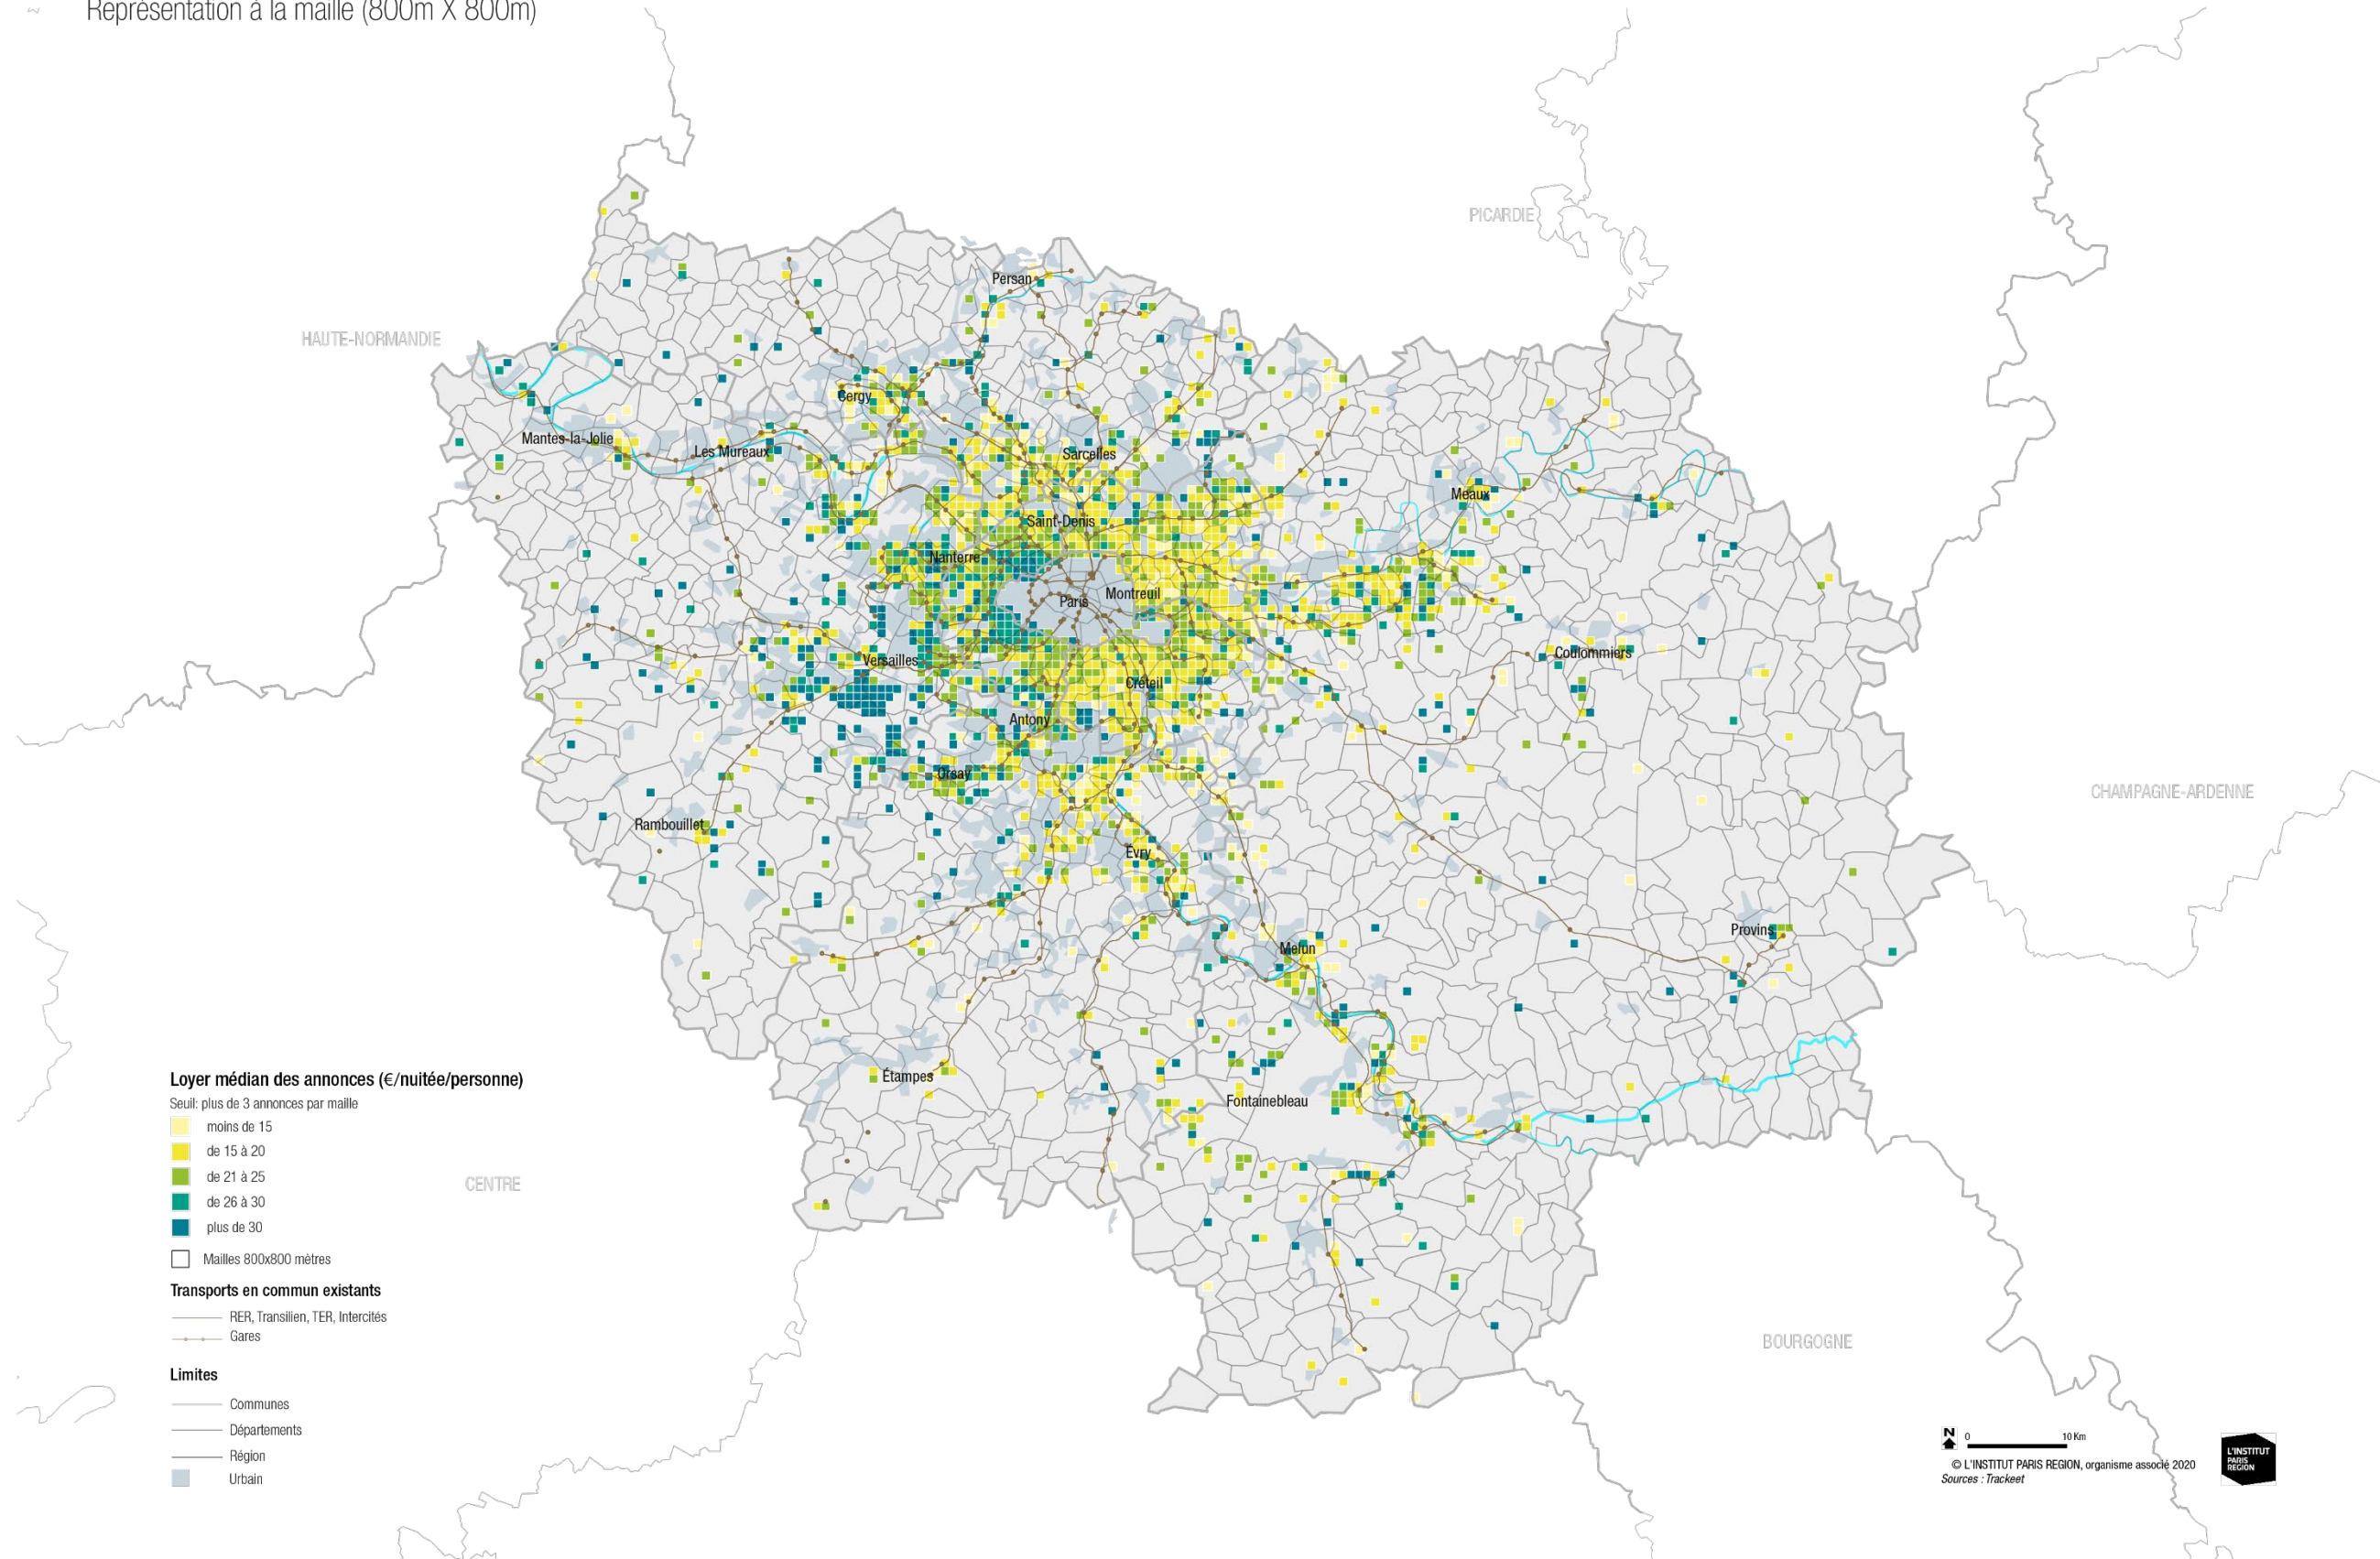 Représentation à la maille (800m X 800m)
PICARDIE
Persan
HAUTE-NORMANDIE
Cergy
Mantes-la-Jolie
Les Mureaux
Sarcelles
Meaux
Saint-Denis
Nanterre
Montreuil
Paris
Coulommiers
Versailles
Créteil
Antony
Orsay
CHAMPAGNE-ARDENNE
Rambouillet
Évry
Provins
Melun
Étampes
Fontainebleau
CENTRE
BOURGOGNE
Loyer médian des annonces (€/nuitée/personne)
Seuil: plus de 3 annonces par maille
moins de 15
de 15 à 20
de 21 à 25
de 26 à 30
plus de 30
Mailles 800x800 mètres
Transports en commun existants
RER, Transilien, TER, Intercités
Gares
Limites
Communes
Départements
Région
Urbain
N
0 10 Km
© L'INSTITUT PARIS REGION, organisme associé 2020
Sources : Trackeet
L'INSTITUT
PARIS
REGION